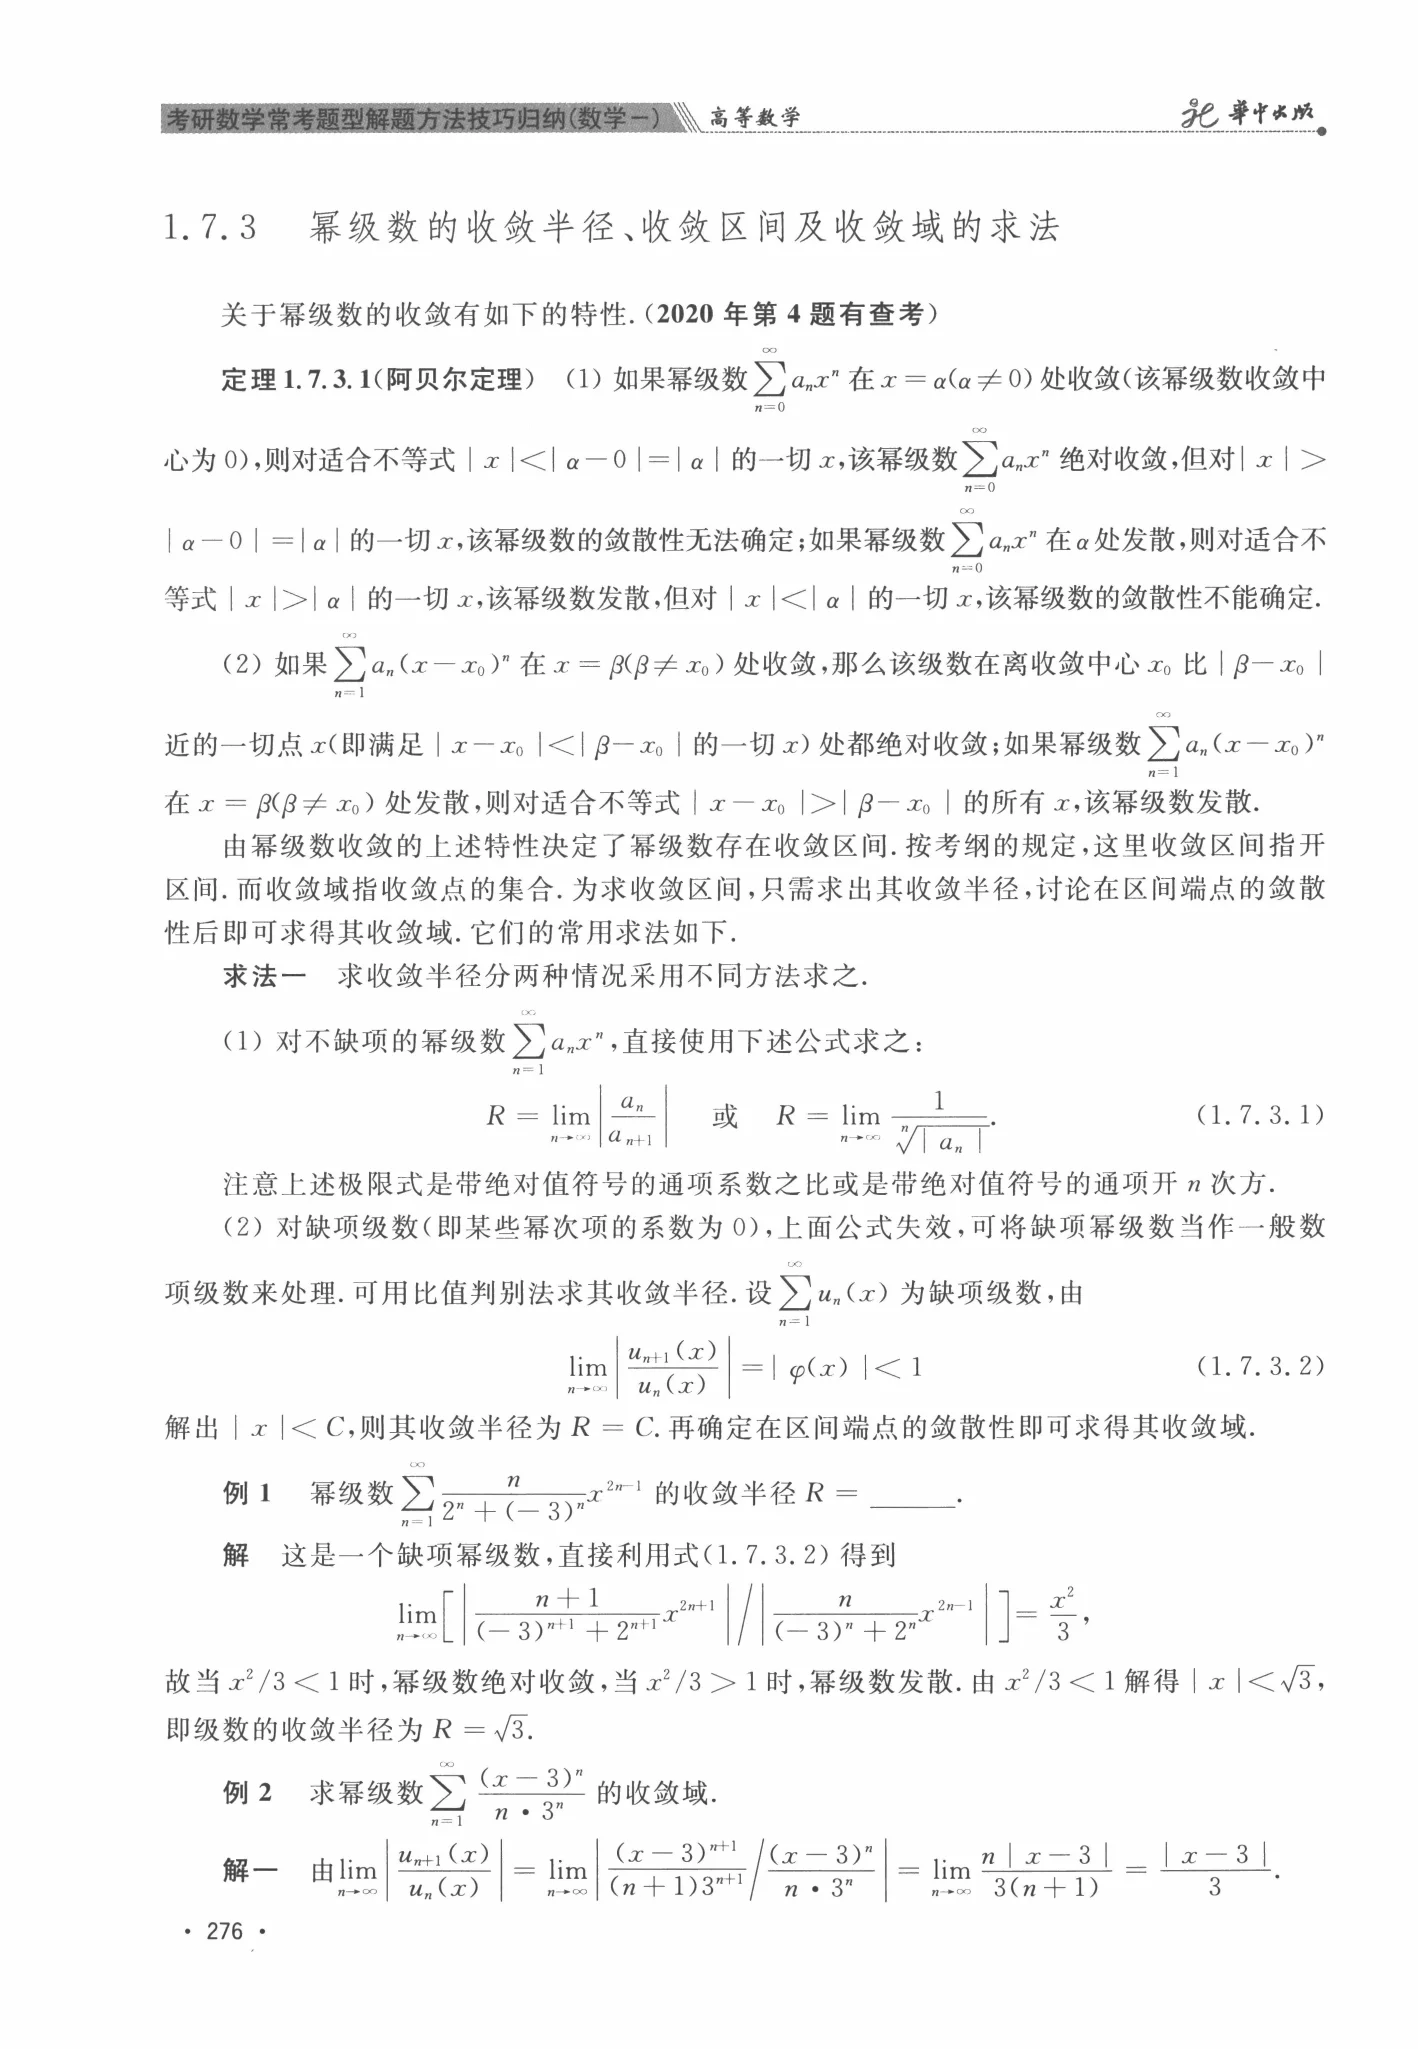 考研数学常考题型解题方法技巧归纳(数学一) 高等数学 华中出版
1.7.3 幂级数的收敛半径、收敛区间及收敛域的求法
关于幂级数的收敛有如下的特性.(2020 年第 4 题有查考)
定理 1.7.3.1(阿贝尔定理) (1) 如果幂级数 $\sum_{n=0}^{\infty} a_n x^n$ 在 $x=\alpha(\alpha\neq 0)$ 处收敛(该幂级数收敛中
心为 0),则对适合不等式 $|x|<|\alpha-0|=|\alpha|$ 的一切 $x$,该幂级数 $\sum_{n=0}^{\infty} a_n x^n$ 绝对收敛,但对 $|x|>$
$|\alpha-0|=|\alpha|$ 的一切 $x$,该幂级数的敛散性无法确定;如果幂级数 $\sum_{n=0}^{\infty} a_n x^n$ 在 $\alpha$ 处发散,则对适合不
等式 $|x|>|\alpha|$ 的一切 $x$,该幂级数发散,但对 $|x|<|\alpha|$ 的一切 $x$,该幂级数的敛散性不能确定.
(2) 如果 $\sum_{n=1}^{\infty} a_n(x-x_0)^n$ 在 $x=\beta(\beta\neq x_0)$ 处收敛,那么该级数在离收敛中心 $x_0$ 比 $|\beta-x_0|$
近的一切点 $x$(即满足 $|x-x_0|<|\beta-x_0|$ 的一切 $x$) 处都绝对收敛;如果幂级数 $\sum_{n=1}^{\infty} a_n(x-x_0)^n$
在 $x=\beta(\beta\neq x_0)$ 处发散,则对适合不等式 $|x-x_0|>|\beta-x_0|$ 的所有 $x$,该幂级数发散.
由幂级数收敛的上述特性决定了幂级数存在收敛区间.按考纲的规定,这里收敛区间指开
区间.而收敛域指收敛点的集合.为求收敛区间,只需求出其收敛半径,讨论在区间端点的敛散
性后即可求得其收敛域.它们的常用求法如下.
求法一 求收敛半径分两种情况采用不同方法求之.
(1) 对不缺项的幂级数 $\sum_{n=1}^{\infty} a_n x^n$,直接使用下述公式求之:
$R=\lim_{n\to\infty}\left|\frac{a_n}{a_{n+1}}\right|$ 或 $R=\lim_{n\to\infty}\frac{1}{\sqrt[n]{|a_n|}}.$ (1.7.3.1)
注意上述极限式是带绝对值符号的通项系数之比或是带绝对值符号的通项开 $n$ 次方.
(2) 对缺项级数(即某些幂次项的系数为 0),上面公式失效,可将缺项幂级数当作一般数
项级数来处理.可用比值判别法求其收敛半径.设 $\sum_{n=1}^{\infty} u_n(x)$ 为缺项级数,由
$\lim_{n\to\infty}\left|\frac{u_{n+1}(x)}{u_n(x)}\right|=|\varphi(x)|<1$ (1.7.3.2)
解出 $|x|<C$,则其收敛半径为 $R=C$.再确定在区间端点的敛散性即可求得其收敛域.
例 1 幂级数 $\sum_{n=1}^{\infty}\frac{n}{2^n+(-3)^n}x^{2n-1}$ 的收敛半径 $R=$ ______.
解 这是一个缺项幂级数,直接利用式(1.7.3.2) 得到
$\lim_{n\to\infty}\left[\left|\frac{n+1}{(-3)^{n+1}+2^{n+1}}x^{2n+1}\right|\Big/\left|\frac{n}{(-3)^n+2^n}x^{2n-1}\right|\right]=\frac{x^2}{3},$
故当 $x^2/3<1$ 时,幂级数绝对收敛,当 $x^2/3>1$ 时,幂级数发散.由 $x^2/3<1$ 解得 $|x|<\sqrt{3}$,
即级数的收敛半径为 $R=\sqrt{3}$.
例 2 求幂级数 $\sum_{n=1}^{\infty}\frac{(x-3)^n}{n\cdot 3^n}$ 的收敛域.
解一 由 $\lim_{n\to\infty}\left|\frac{u_{n+1}(x)}{u_n(x)}\right|=\lim_{n\to\infty}\left|\frac{(x-3)^{n+1}}{(n+1)3^{n+1}}\Big/\frac{(x-3)^n}{n\cdot 3^n}\right|=\lim_{n\to\infty}\frac{n|x-3|}{3(n+1)}=\frac{|x-3|}{3}.$
· 276 ·